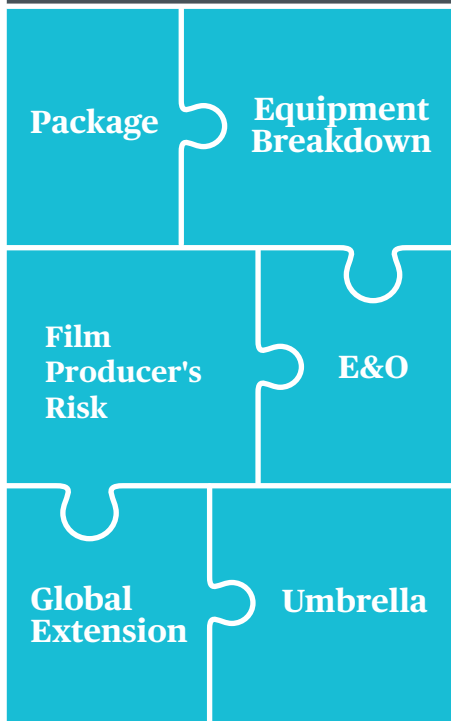 Package
Equipment
Breakdown
Film
Producer's
Risk
E&O
Global
Extension
Umbrella